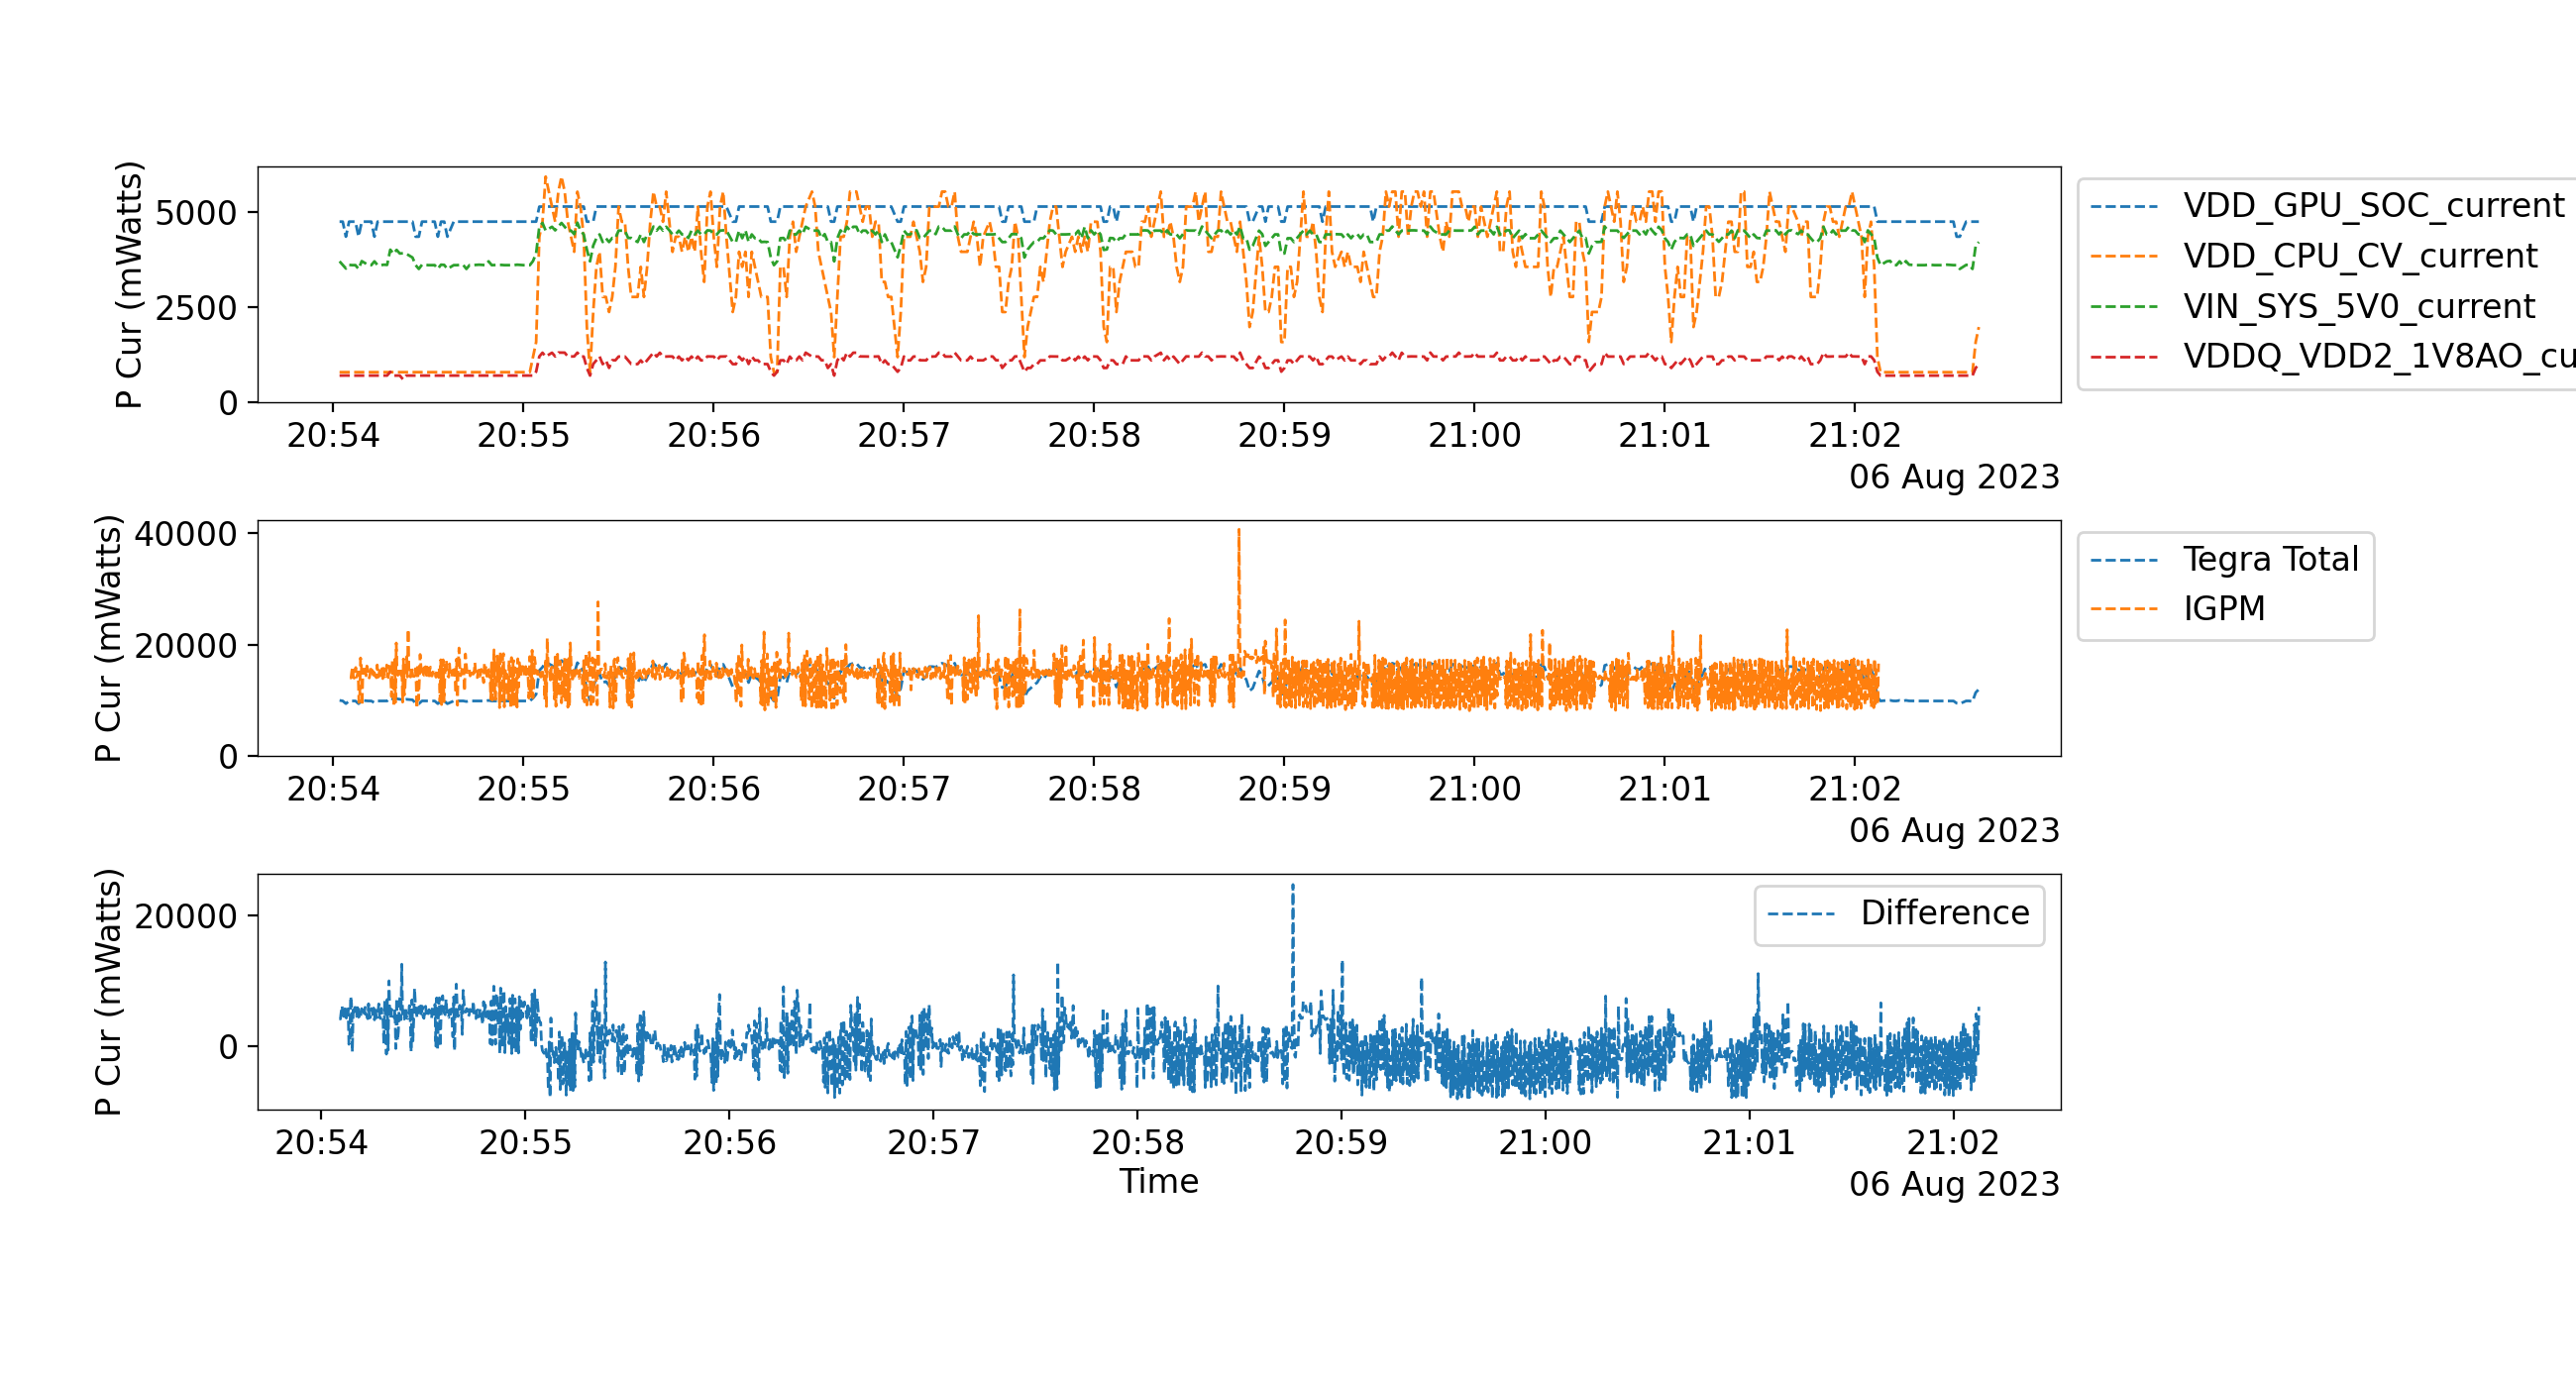 P Cur (mWatts)
5000
2500
0
20:54 20:55 20:56 20:57 20:58 20:59 21:00 21:01 21:02
06 Aug 2023
VDD_GPU_SOC_current
VDD_CPU_CV_current
VIN_SYS_5V0_current
VDDQ_VDD2_1V8AO_cu
P Cur (mWatts)
40000
20000
0
20:54 20:55 20:56 20:57 20:58 20:59 21:00 21:01 21:02
06 Aug 2023
Tegra Total
IGPM
P Cur (mWatts)
20000
0
20:54 20:55 20:56 20:57 20:58 20:59 21:00 21:01 21:02
Time
06 Aug 2023
Difference